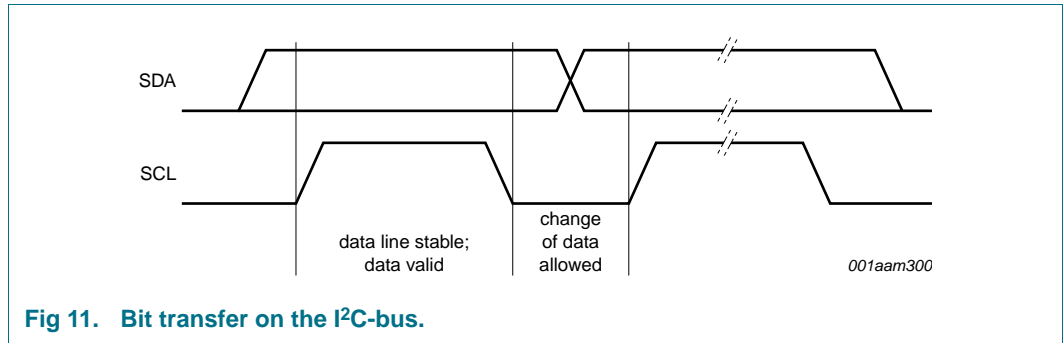 SDA
SCL
data line stable;
data valid
change
of data
allowed
001aam300
Fig 11. Bit transfer on the I²C-bus.